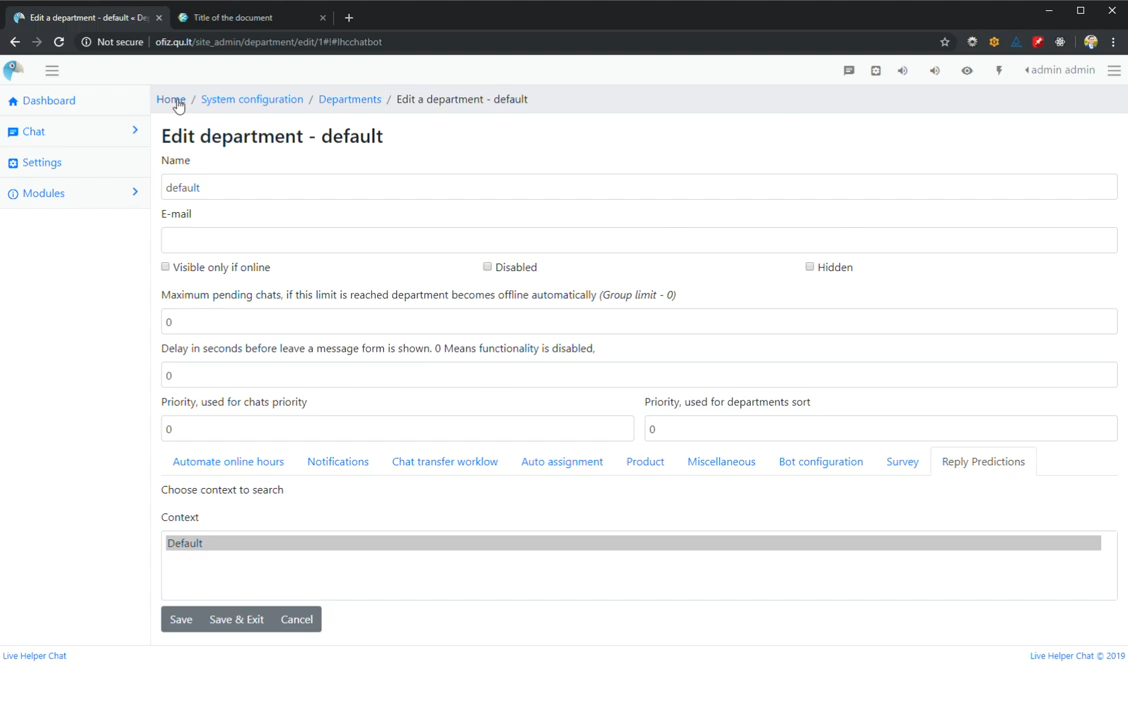 Edit a department - default « De
Title of the document
Not secure ofiz.qu.lt/site_admin/department/edit/1#!#lhcchatbot
admin admin
Dashboard
Chat
Settings
Modules
Home / System configuration / Departments / Edit a department - default
Edit department - default
Name
default
E-mail
Visible only if online
Disabled
Hidden
Maximum pending chats, if this limit is reached department becomes offline automatically (Group limit - 0)
0
Delay in seconds before leave a message form is shown. 0 Means functionality is disabled,
0
Priority, used for chats priority
Priority, used for departments sort
0
0
Automate online hours Notifications Chat transfer worklow Auto assignment Product Miscellaneous Bot configuration Survey Reply Predictions
Choose context to search
Context
Default
Save Save & Exit Cancel
Live Helper Chat
Live Helper Chat © 2019